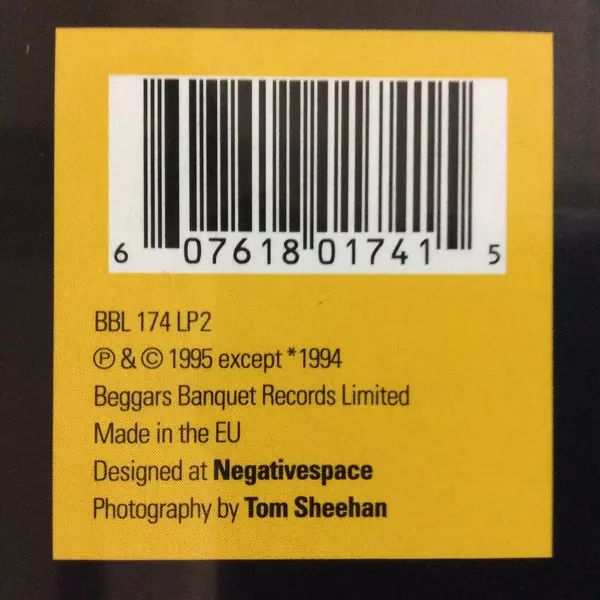 6 07618 01741 5
BBL 174 LP2
℗ & © 1995 except *1994
Beggars Banquet Records Limited
Made in the EU
Designed at Negativespace
Photography by Tom Sheehan